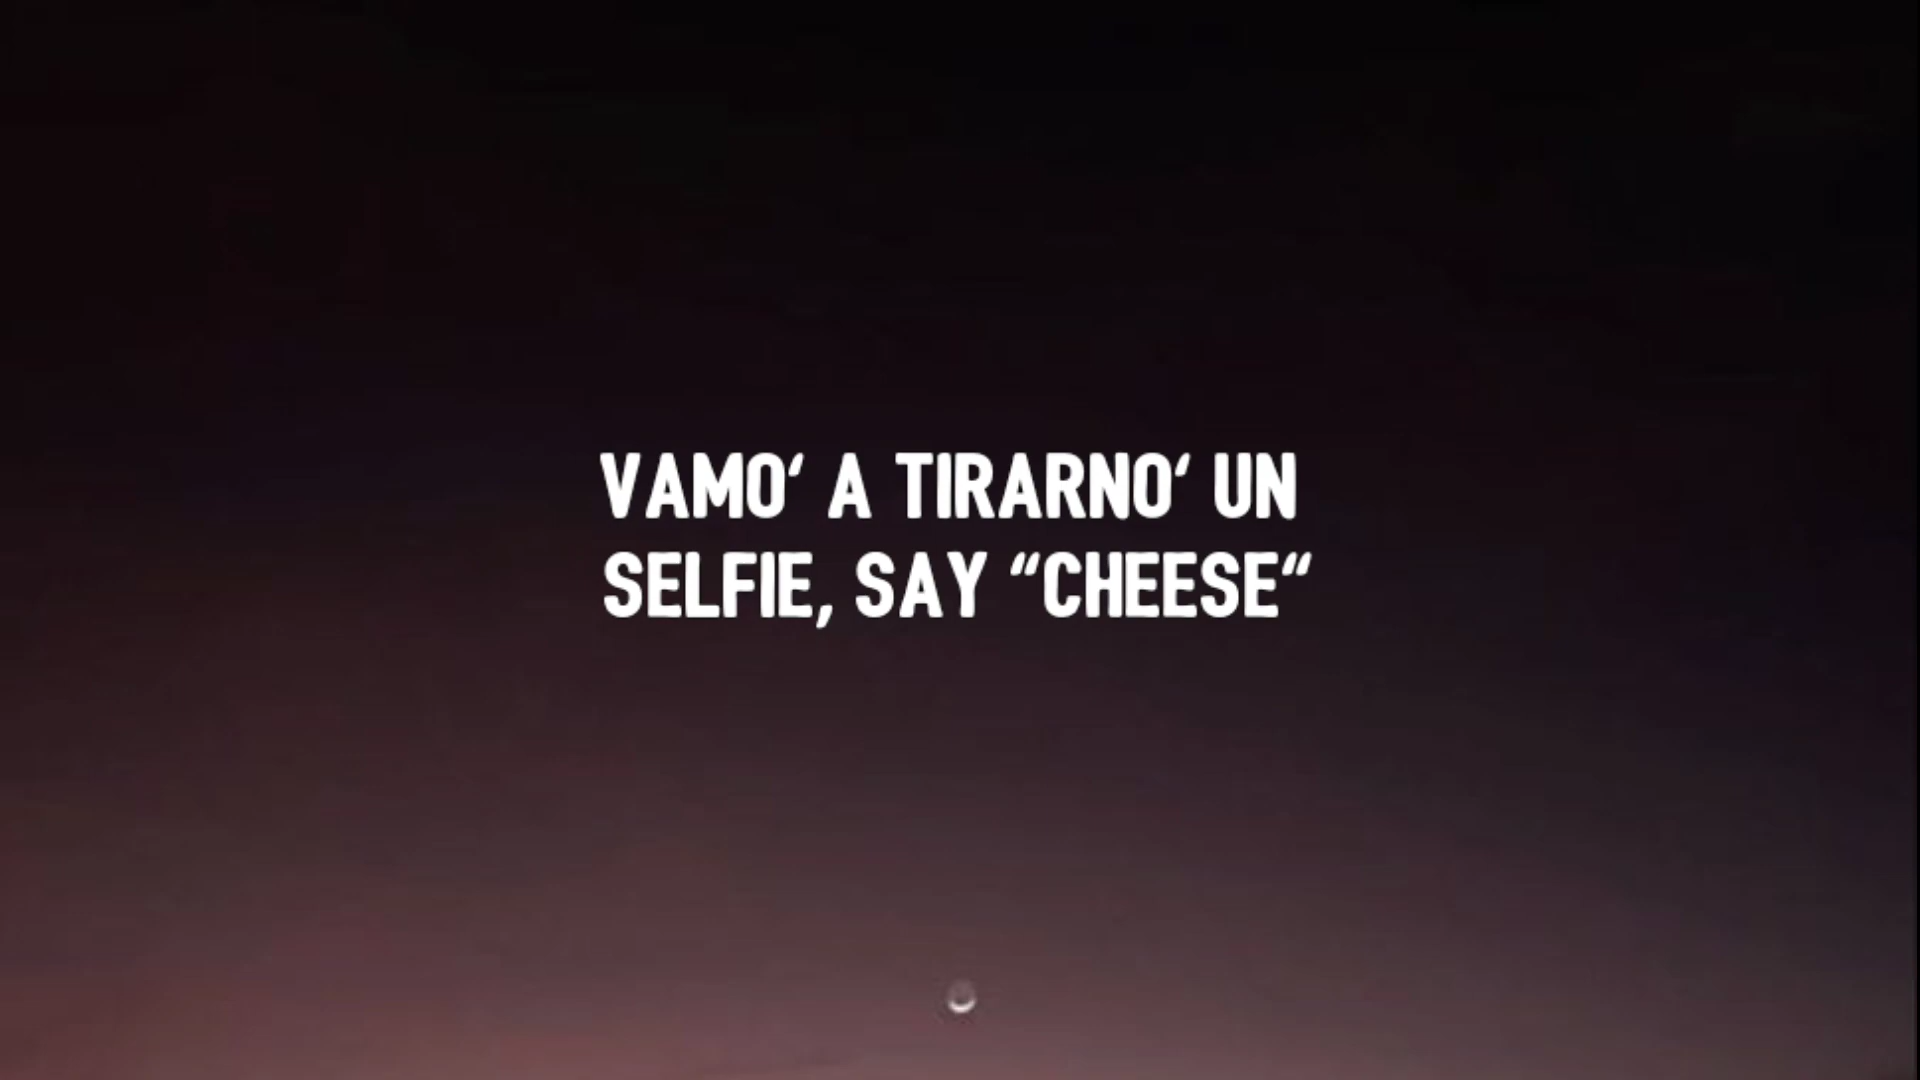 VAMO‘ A TIRARNO‘ UN
SELFIE, SAY “CHEESE“